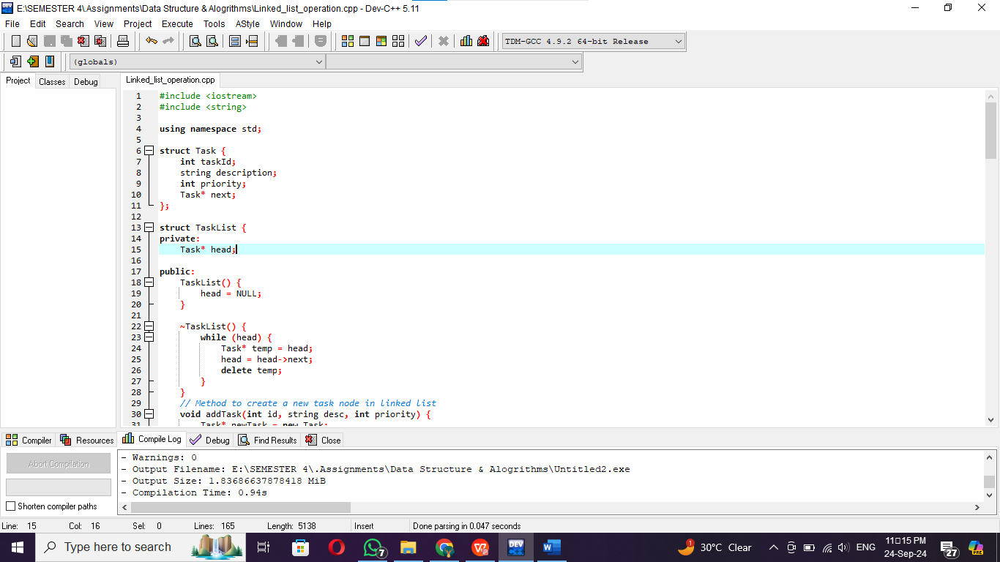 E:\SEMESTER 4\.Assignments\Data Structure & Alogrithms\Linked_list_operation.cpp - Dev-C++ 5.11
File Edit Search View Project Execute Tools AStyle Window Help
TDM-GCC 4.9.2 64-bit Release
(globals)
Project Classes Debug
Linked_list_operation.cpp
1 #include <iostream>
2 #include <string>
3
4 using namespace std;
5
6 struct Task {
7 int taskId;
8 string description;
9 int priority;
10 Task* next;
11 };
12
13 struct TaskList {
14 private:
15 Task* head;
16
17 public:
18 TaskList() {
19 head = NULL;
20 }
21
22 ~TaskList() {
23 while (head) {
24 Task* temp = head;
25 head = head->next;
26 delete temp;
27 }
28 }
29 // Method to create a new task node in linked list
30 void addTask(int id, string desc, int priority) {
31 Task* newTask = new Task;
Compiler Resources Compile Log Debug Find Results Close
Abort Compilation
Shorten compiler paths
- Warnings: 0
- Output Filename: E:\SEMESTER 4\.Assignments\Data Structure & Alogrithms\Untitled2.exe
- Output Size: 1.83686637878418 MiB
- Compilation Time: 0.94s
Line: 15 Col: 16 Sel: 0 Lines: 165 Length: 5138 Insert Done parsing in 0.047 seconds
Type here to search
7
DEV
W
1
30°C Clear
ENG
11□15 PM
24-Sep-24
27
PRE